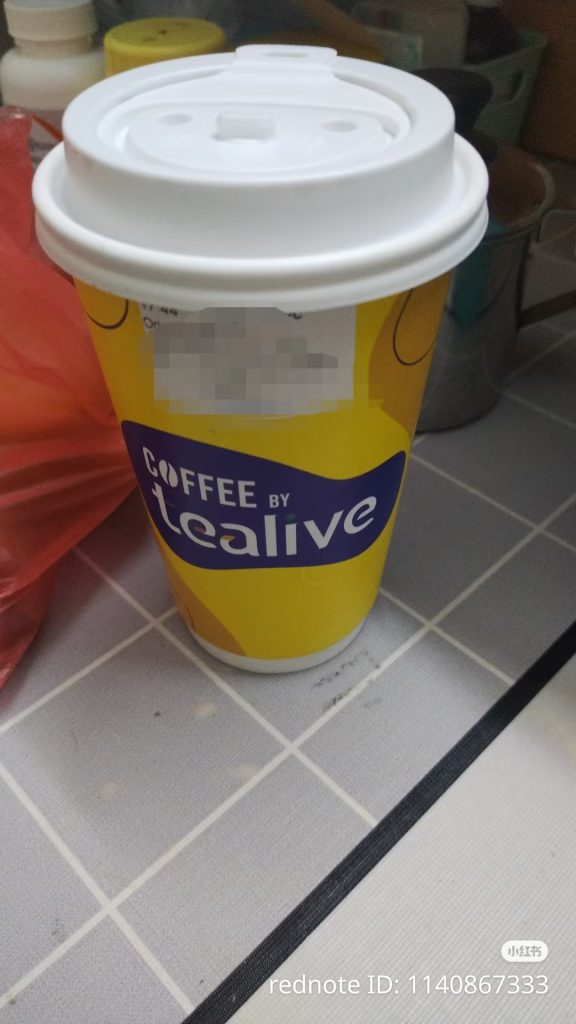 COFFEE BY
tealive
小红书
rednote ID: 1140867333